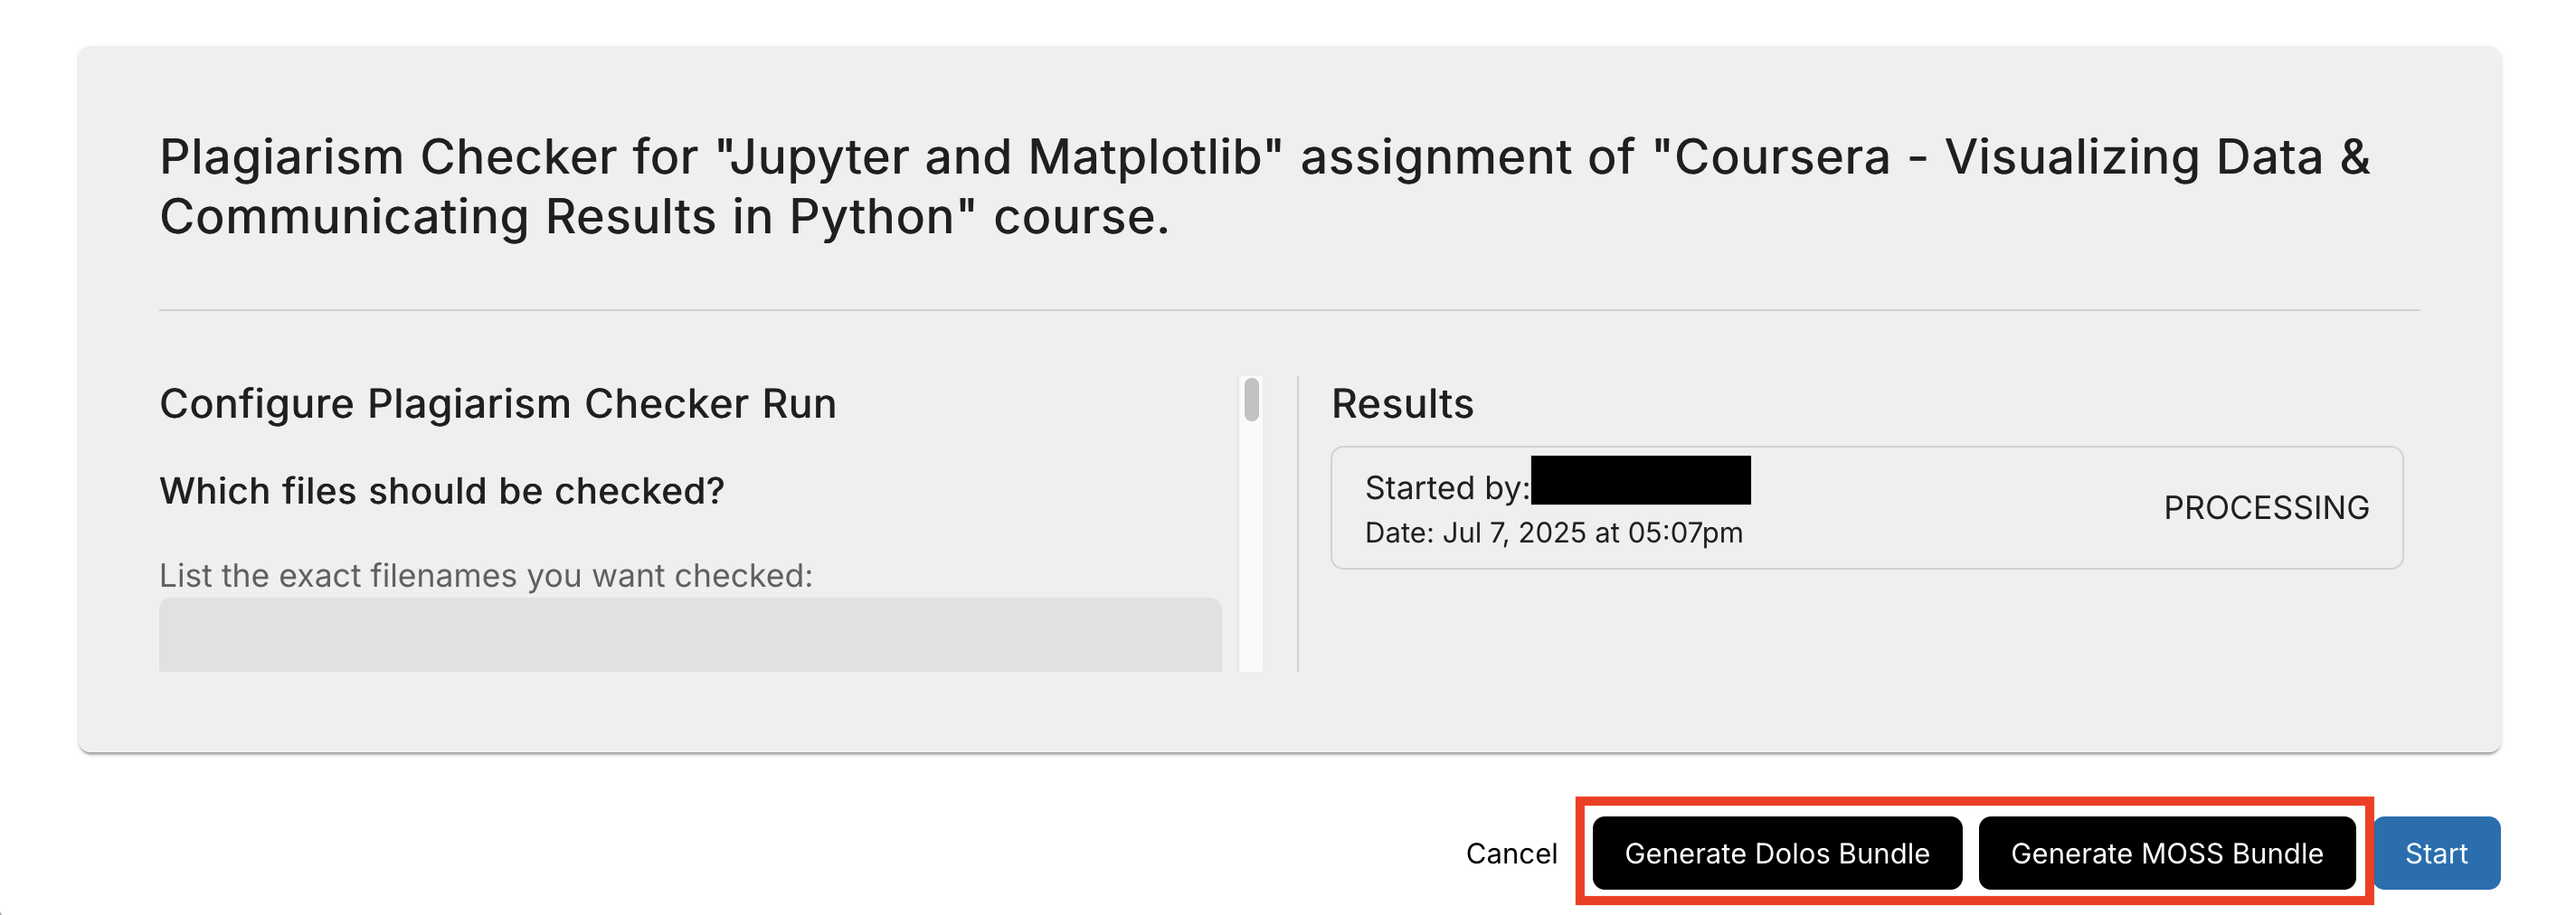 Plagiarism Checker for "Jupyter and Matplotlib" assignment of "Coursera - Visualizing Data &
Communicating Results in Python" course.
Configure Plagiarism Checker Run
Which files should be checked?
List the exact filenames you want checked:
Results
Started by:
Date: Jul 7, 2025 at 05:07pm
PROCESSING
Cancel
Generate Dolos Bundle
Generate MOSS Bundle
Start